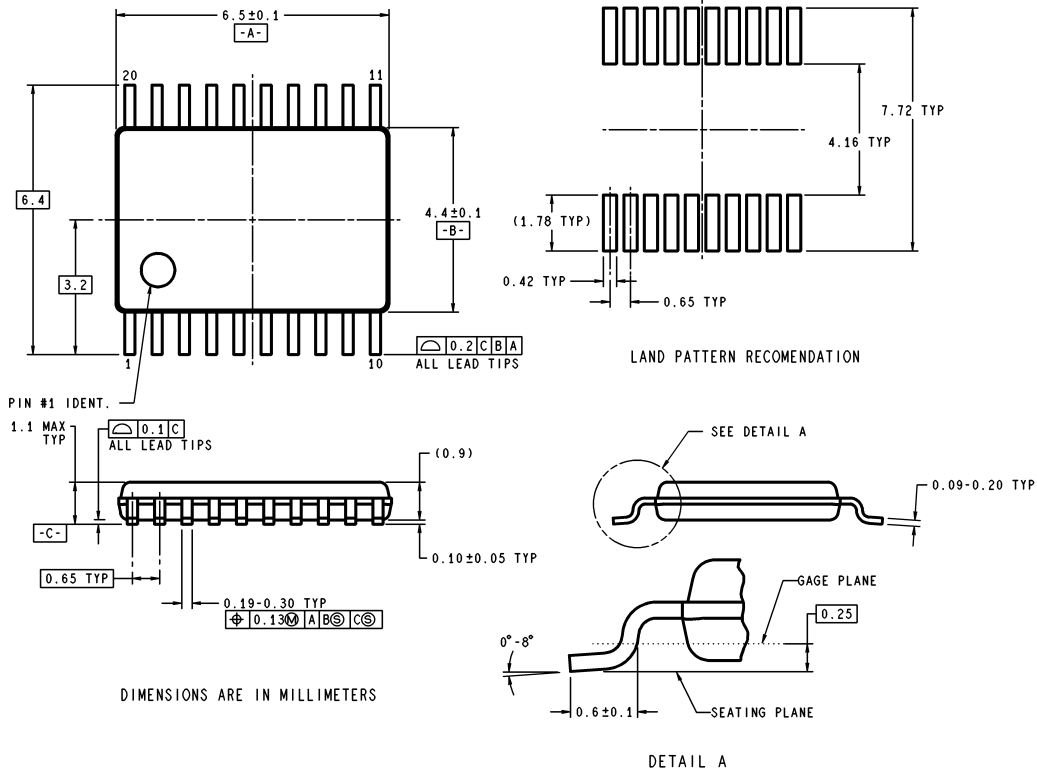 6.5±0.1
-A-
20
11
6.4
3.2
4.4±0.1
-B-
1
10
0.2 C B A
ALL LEAD TIPS
PIN #1 IDENT.
7.72 TYP
4.16 TYP
(1.78 TYP)
0.42 TYP
0.65 TYP
LAND PATTERN RECOMENDATION
1.1 MAX
TYP
0.1 C
ALL LEAD TIPS
(0.9)
-C-
0.10±0.05 TYP
0.65 TYP
0.19-0.30 TYP
0.13Ⓜ A BⓈ CⓈ
DIMENSIONS ARE IN MILLIMETERS
SEE DETAIL A
0.09-0.20 TYP
GAGE PLANE
0.25
0°-8°
0.6±0.1
SEATING PLANE
DETAIL A